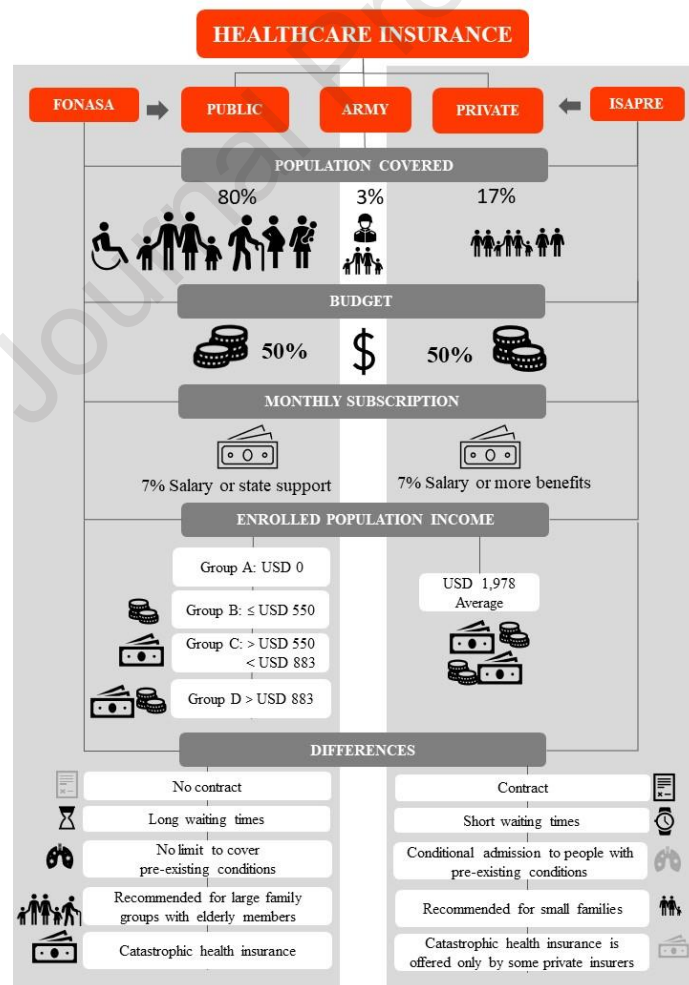 Journal Pre
HEALTHCARE INSURANCE
FONASA
PUBLIC
ARMY
PRIVATE
ISAPRE
POPULATION COVERED
80%
3%
17%
BUDGET
50%
$
50%
MONTHLY SUBSCRIPTION
7% Salary or state support
7% Salary or more benefits
ENROLLED POPULATION INCOME
Group A: USD 0
Group B: ≤ USD 550
Group C: > USD 550
< USD 883
Group D > USD 883
USD 1,978
Average
DIFFERENCES
No contract
Contract
Long waiting times
Short waiting times
No limit to cover
pre-existing conditions
Conditional admission to people with
pre-existing conditions
Recommended for large family
groups with elderly members
Recommended for small families
Catastrophic health insurance
Catastrophic health insurance is
offered only by some private insurers